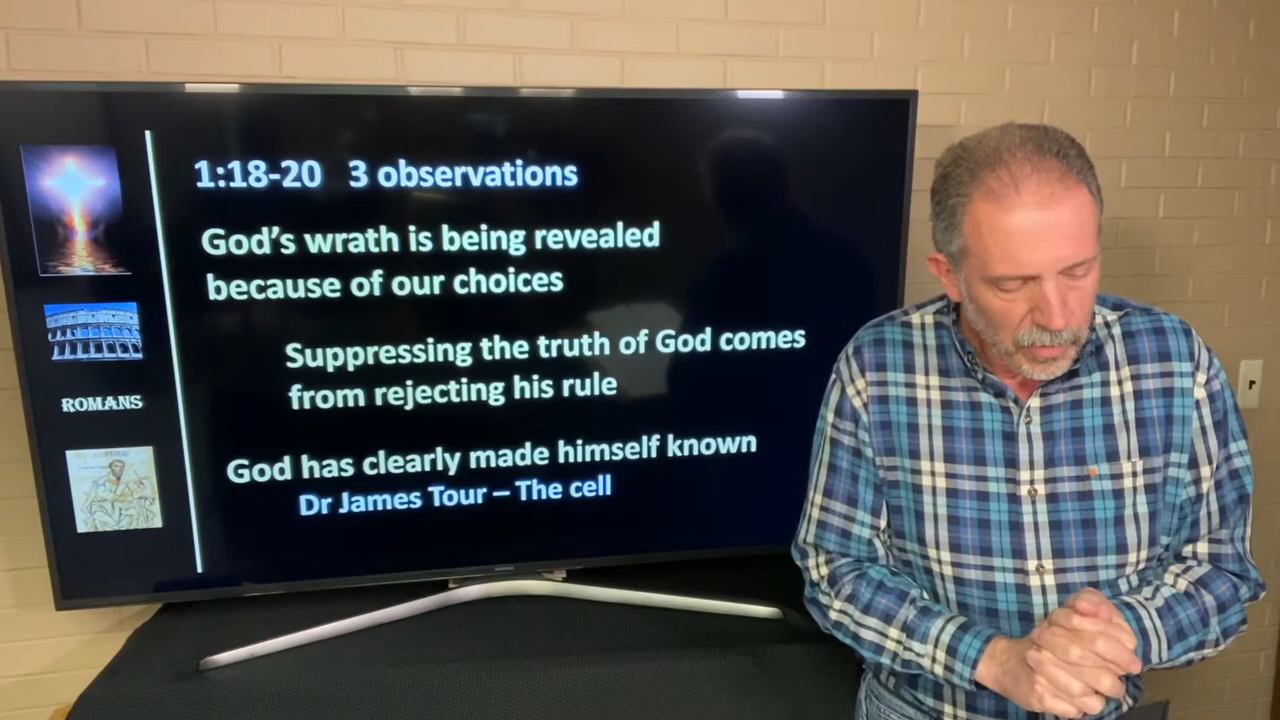 1:18-20 3 observations
God's wrath is being revealed
because of our choices
Suppressing the truth of God comes
from rejecting his rule
ROMANS
God has clearly made himself known
Dr James Tour – The cell